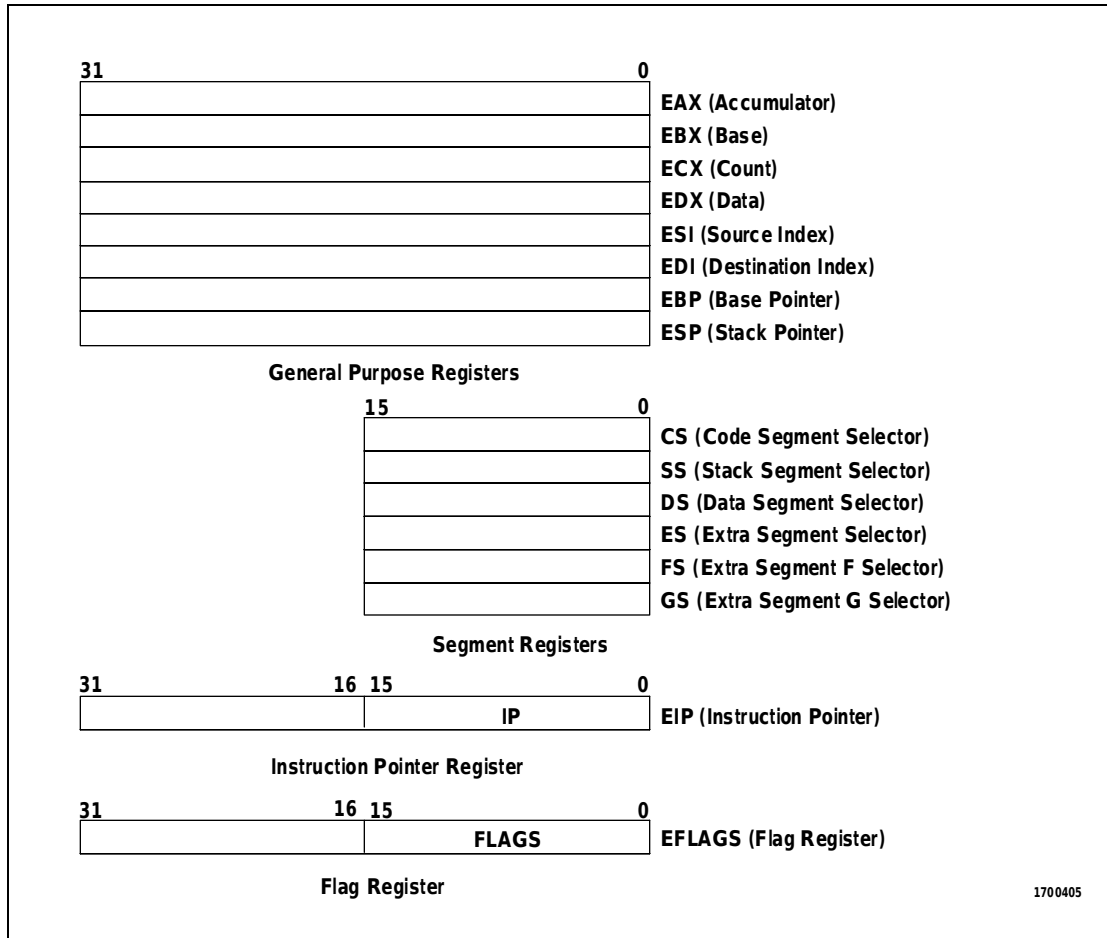 31 0
EAX (Accumulator)
EBX (Base)
ECX (Count)
EDX (Data)
ESI (Source Index)
EDI (Destination Index)
EBP (Base Pointer)
ESP (Stack Pointer)
General Purpose Registers
15 0
CS (Code Segment Selector)
SS (Stack Segment Selector)
DS (Data Segment Selector)
ES (Extra Segment Selector)
FS (Extra Segment F Selector)
GS (Extra Segment G Selector)
Segment Registers
31 16 15 0
IP EIP (Instruction Pointer)
Instruction Pointer Register
31 16 15 0
FLAGS EFLAGS (Flag Register)
Flag Register
1700405